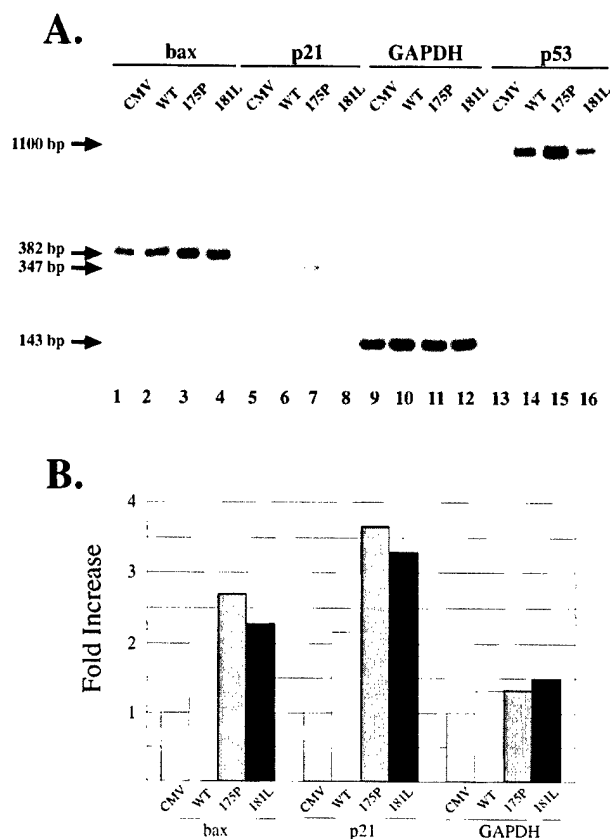 A.
bax p21 GAPDH p53
CMV WT 175P 181L CMV WT 175P 181L CMV WT 175P 181L CMV WT 175P 181L
1100 bp
382 bp
347 bp
143 bp
1 2 3 4 5 6 7 8 9 10 11 12 13 14 15 16
B.
Fold Increase
4
3
2
1
CMV WT 175P 181L CMV WT 175P 181L CMV WT 175P 181L
bax p21 GAPDH